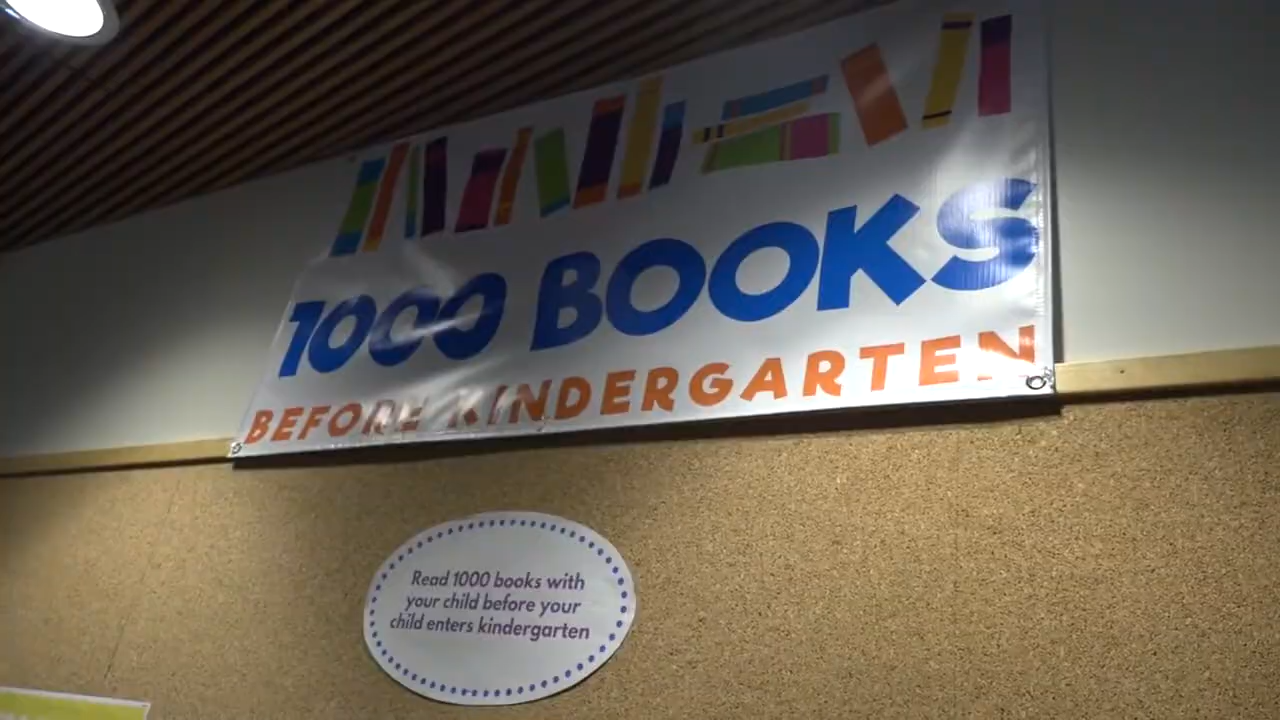 1000 BOOKS
BEFORE KINDERGARTEN
Read 1000 books with
your child before your
child enters kindergarten